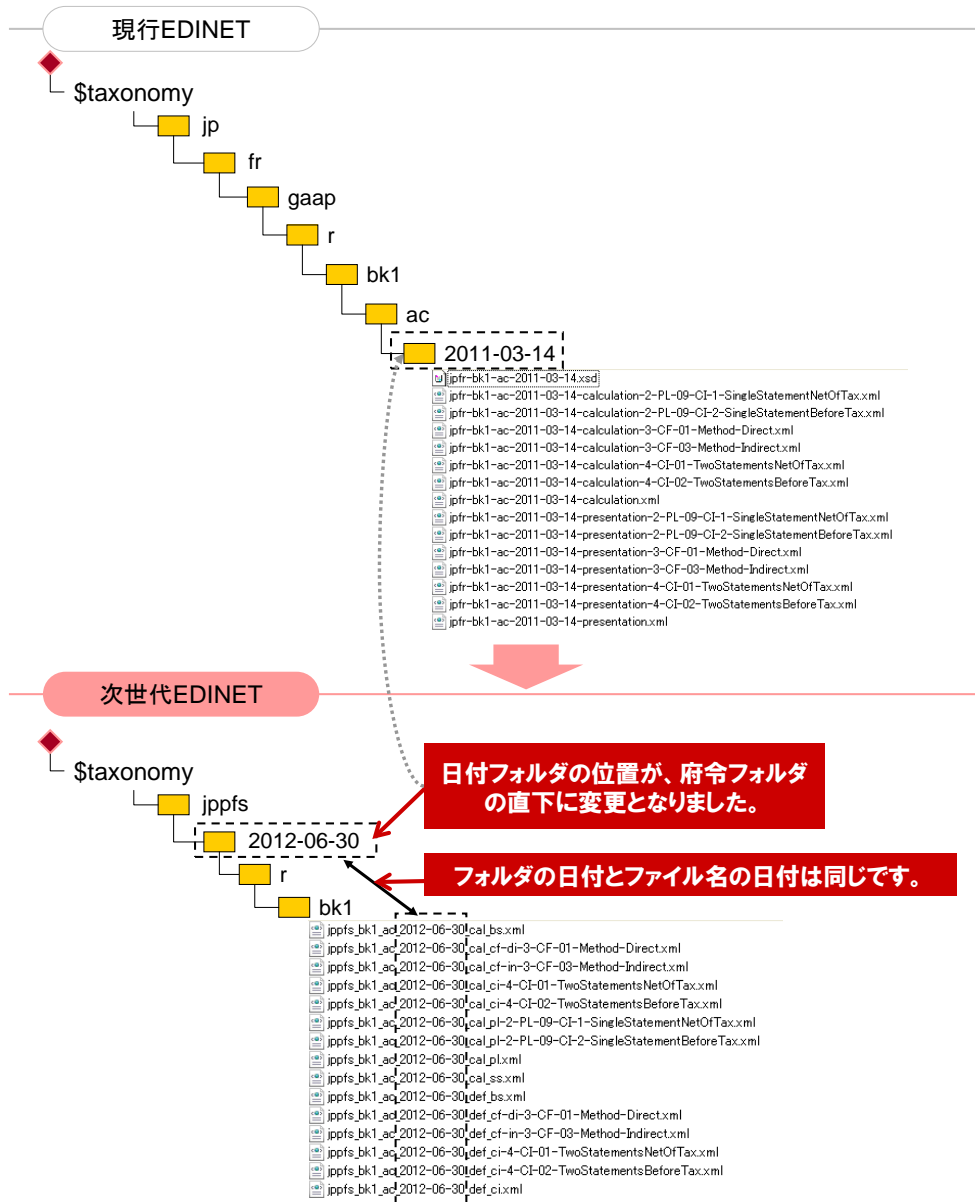 現行EDINET
$taxonomy
jp
fr
gaap
r
bk1
ac
2011-03-14
jpfr-bk1-ac-2011-03-14.xsd
jpfr-bk1-ac-2011-03-14-calculation-2-PL-09-CI-1-SingleStatementNetOfTax.xml
jpfr-bk1-ac-2011-03-14-calculation-2-PL-09-CI-2-SingleStatementBeforeTax.xml
jpfr-bk1-ac-2011-03-14-calculation-3-CF-01-Method-Direct.xml
jpfr-bk1-ac-2011-03-14-calculation-3-CF-03-Method-Indirect.xml
jpfr-bk1-ac-2011-03-14-calculation-4-CI-01-TwoStatementsNetOfTax.xml
jpfr-bk1-ac-2011-03-14-calculation-4-CI-02-TwoStatementsBeforeTax.xml
jpfr-bk1-ac-2011-03-14-calculation.xml
jpfr-bk1-ac-2011-03-14-presentation-2-PL-09-CI-1-SingleStatementNetOfTax.xml
jpfr-bk1-ac-2011-03-14-presentation-2-PL-09-CI-2-SingleStatementBeforeTax.xml
jpfr-bk1-ac-2011-03-14-presentation-3-CF-01-Method-Direct.xml
jpfr-bk1-ac-2011-03-14-presentation-3-CF-03-Method-Indirect.xml
jpfr-bk1-ac-2011-03-14-presentation-4-CI-01-TwoStatementsNetOfTax.xml
jpfr-bk1-ac-2011-03-14-presentation-4-CI-02-TwoStatementsBeforeTax.xml
jpfr-bk1-ac-2011-03-14-presentation.xml
次世代EDINET
$taxonomy
jppfs
2012-06-30
r
bk1
日付フォルダの位置が、府令フォルダ
の直下に変更となりました。
フォルダの日付とファイル名の日付は同じです。
jppfs_bk1_ac_2012-06-30_cal_bs.xml
jppfs_bk1_ac_2012-06-30_cal_cf-di-3-CF-01-Method-Direct.xml
jppfs_bk1_ac_2012-06-30_cal_cf-in-3-CF-03-Method-Indirect.xml
jppfs_bk1_ac_2012-06-30_cal_ci-4-CI-01-TwoStatementsNetOfTax.xml
jppfs_bk1_ac_2012-06-30_cal_ci-4-CI-02-TwoStatementsBeforeTax.xml
jppfs_bk1_ac_2012-06-30_cal_pl-2-PL-09-CI-1-SingleStatementNetOfTax.xml
jppfs_bk1_ac_2012-06-30_cal_pl-2-PL-09-CI-2-SingleStatementBeforeTax.xml
jppfs_bk1_ac_2012-06-30_cal_pl.xml
jppfs_bk1_ac_2012-06-30_cal_ss.xml
jppfs_bk1_ac_2012-06-30_def_bs.xml
jppfs_bk1_ac_2012-06-30_def_cf-di-3-CF-01-Method-Direct.xml
jppfs_bk1_ac_2012-06-30_def_cf-in-3-CF-03-Method-Indirect.xml
jppfs_bk1_ac_2012-06-30_def_ci-4-CI-01-TwoStatementsNetOfTax.xml
jppfs_bk1_ac_2012-06-30_def_ci-4-CI-02-TwoStatementsBeforeTax.xml
jppfs_bk1_ac_2012-06-30_def_ci.xml